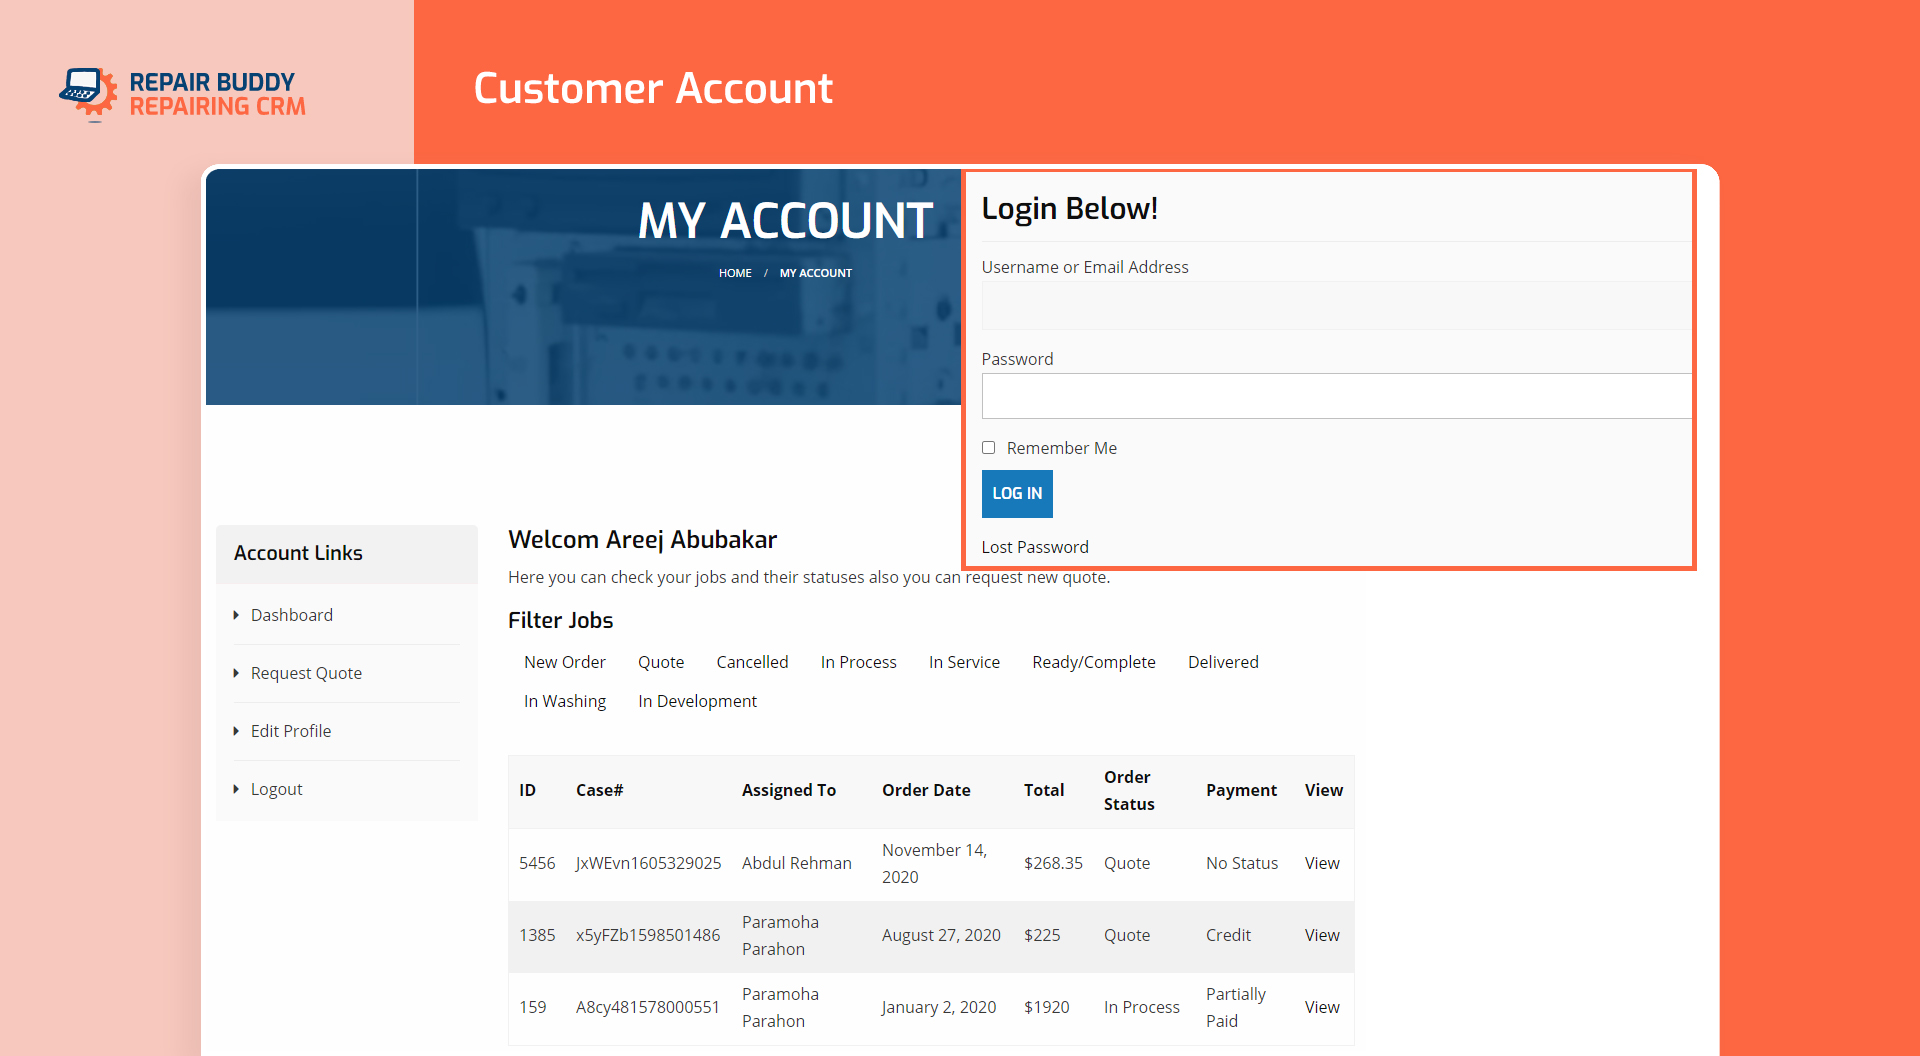 REPAIR BUDDY
REPAIRING CRM
Customer Account
MY ACCOUNT
HOME / MY ACCOUNT
Login Below!
Username or Email Address
Password
Remember Me
LOG IN
Lost Password
Account Links
Dashboard
Request Quote
Edit Profile
Logout
Welcom Areej Abubakar
Here you can check your jobs and their statuses also you can request new quote.
Filter Jobs
New Order Quote Cancelled In Process In Service Ready/Complete Delivered
In Washing In Development
ID Case# Assigned To Order Date Total Order Status Payment View
5456 JxWEvn1605329025 Abdul Rehman November 14, 2020 $268.35 Quote No Status View
1385 x5yFZb1598501486 Paramoha Parahon August 27, 2020 $225 Quote Credit View
159 A8cy481578000551 Paramoha Parahon January 2, 2020 $1920 In Process Partially Paid View